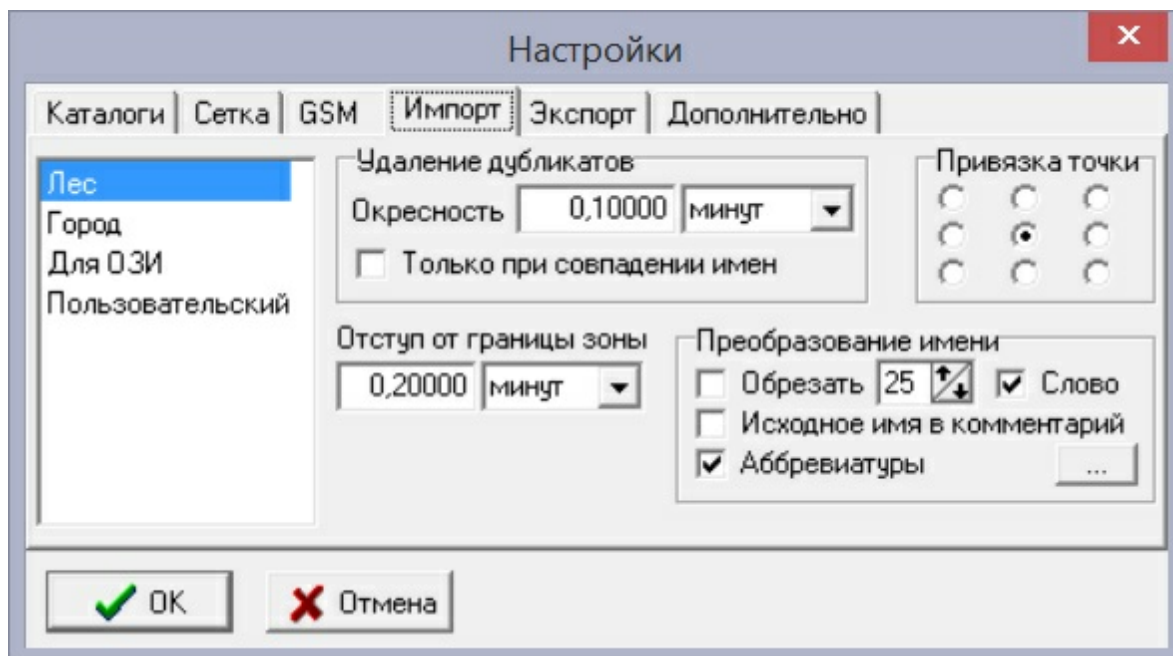 Настройки
Каталоги Сетка GSM Импорт Экспорт Дополнительно
Лес
Город
Для ОЗИ
Пользовательский
Удаление дубликатов
Окресность 0,10000 минут
Только при совпадении имен
Привязка точки
Отступ от границы зоны
0,20000 минут
Преобразование имени
Обрезать 25 Слово
Исходное имя в комментарий
Аббревиатуры ...
OK Отмена